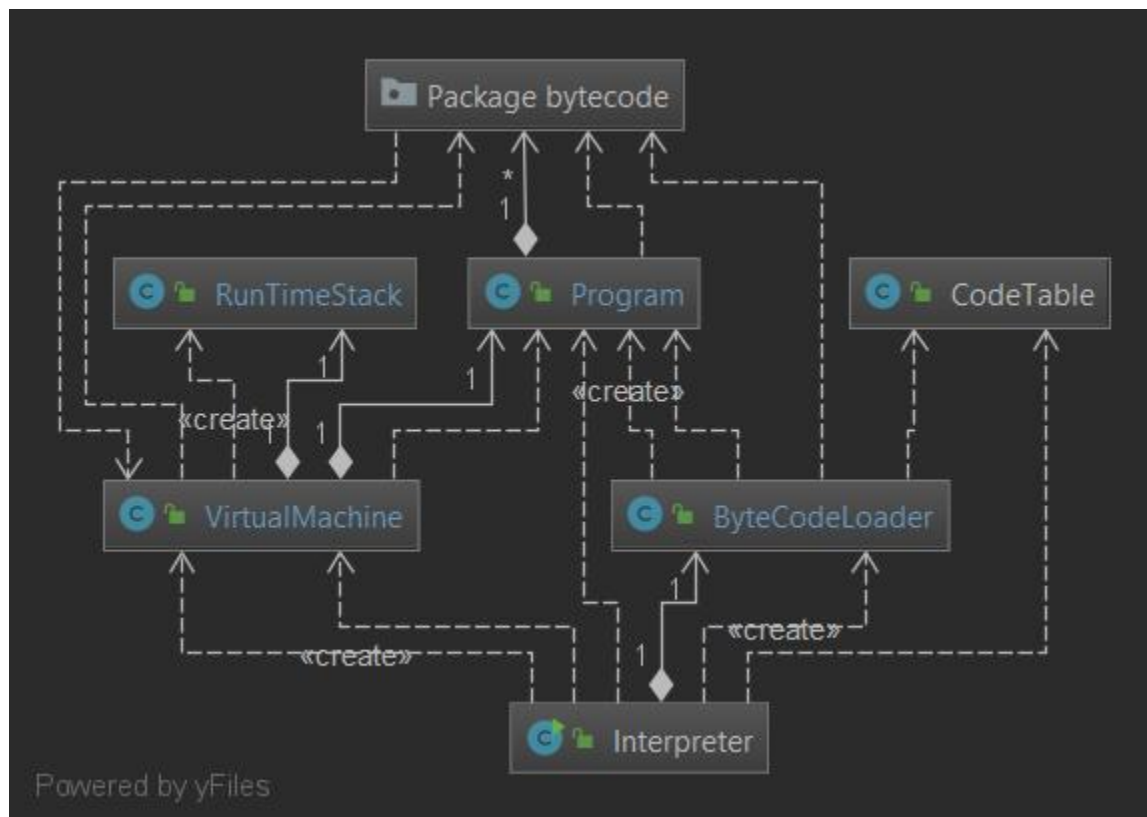 Package bytecode
*
1
RunTimeStack
Program
CodeTable
1
1
«create»
«create»
1
1
VirtualMachine
ByteCodeLoader
1
«create»
«create»
1
Interpreter
Powered by yFiles